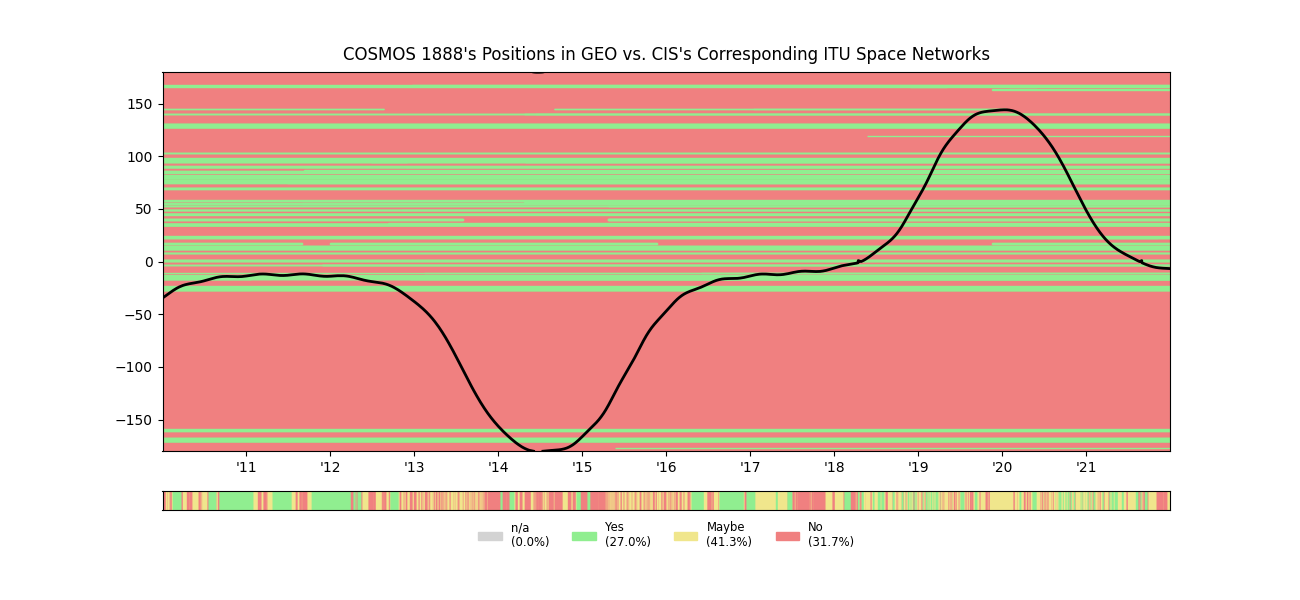 COSMOS 1888's Positions in GEO vs. CIS's Corresponding ITU Space Networks
150
100
50
0
−50
−100
−150
'11 '12 '13 '14 '15 '16 '17 '18 '19 '20 '21
n/a Yes Maybe No
(0.0%) (27.0%) (41.3%) (31.7%)